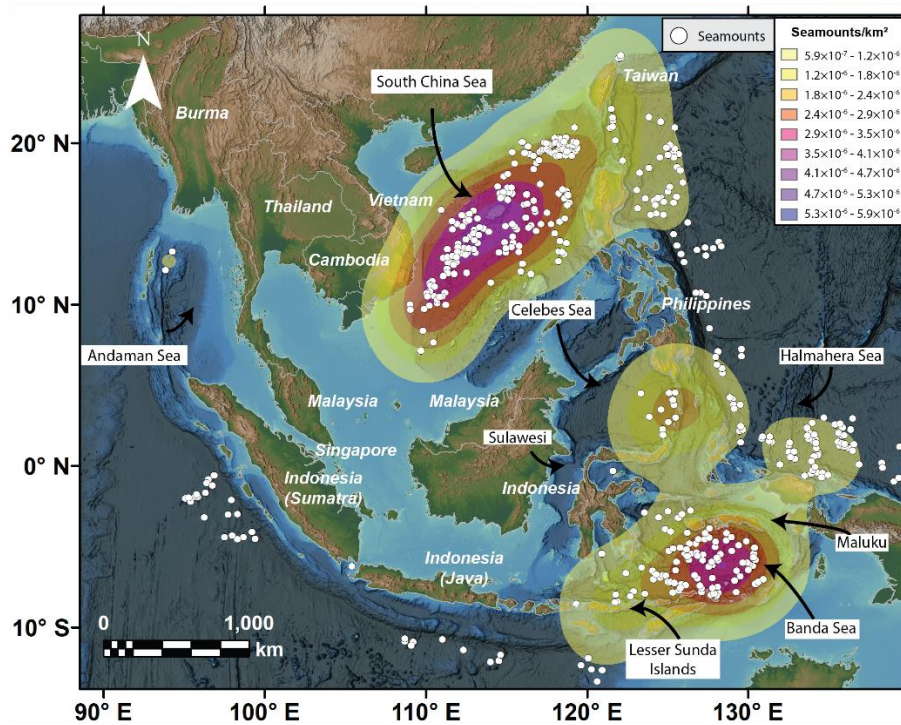 Seamounts
Seamounts/km²
5.9×10⁻⁷ - 1.2×10⁻⁶
1.2×10⁻⁶ - 1.8×10⁻⁶
1.8×10⁻⁶ - 2.4×10⁻⁶
2.4×10⁻⁶ - 2.9×10⁻⁶
2.9×10⁻⁶ - 3.5×10⁻⁶
3.5×10⁻⁶ - 4.1×10⁻⁶
4.1×10⁻⁶ - 4.7×10⁻⁶
4.7×10⁻⁶ - 5.3×10⁻⁶
5.3×10⁻⁶ - 5.9×10⁻⁶
N
South China Sea
Taiwan
Burma
20° N
Thailand
Vietnam
Cambodia
10° N
Celebes Sea
Philippines
Andaman Sea
Halmahera Sea
Malaysia
Malaysia
Singapore
Sulawesi
0° N
Indonesia
(Sumatra)
Indonesia
Maluku
Indonesia
(Java)
10° S
0
1,000
km
Lesser Sunda
Islands
Banda Sea
90° E
100° E
110° E
120° E
130° E